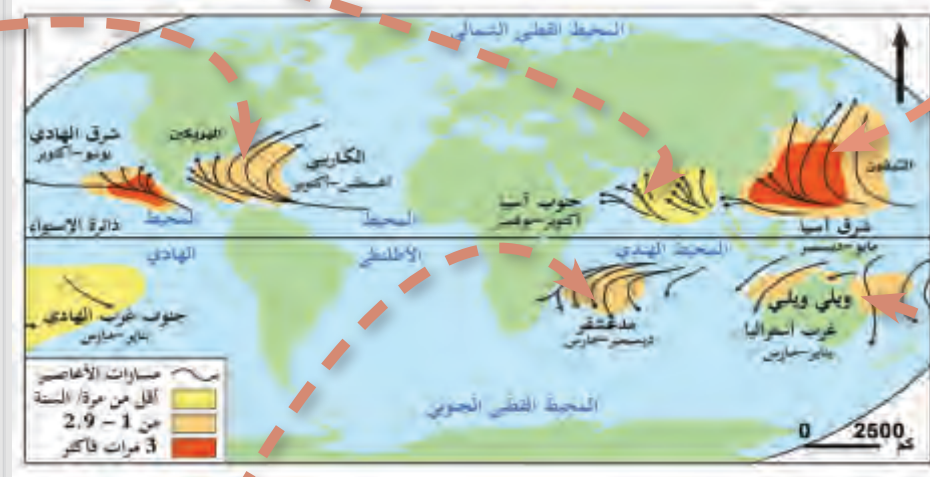 المحيط القطبي الشمالي
شرق الهادي
يونيو-أكتوبر
الهريكين
الكاريبي
أغسطس-أكتوبر
جنوب آسيا
أكتوبر-نوفمبر
التيفون
شرق آسيا
مايو-ديسمبر
دائرة الاستواء
المحيط
الهادي
المحيط
الأطلنطي
المحيط الهندي
جنوب غرب الهادي
يناير-مارس
مدغشقر
ديسمبر-مارس
ويلي ويلي
غرب أستراليا
يناير-مارس
المحيط القطبي الجنوبي
مسارات الأعاصير
أقل من مرة/ السنة
من 1 – 2.9
3 مرات فأكثر
0 2500 كم